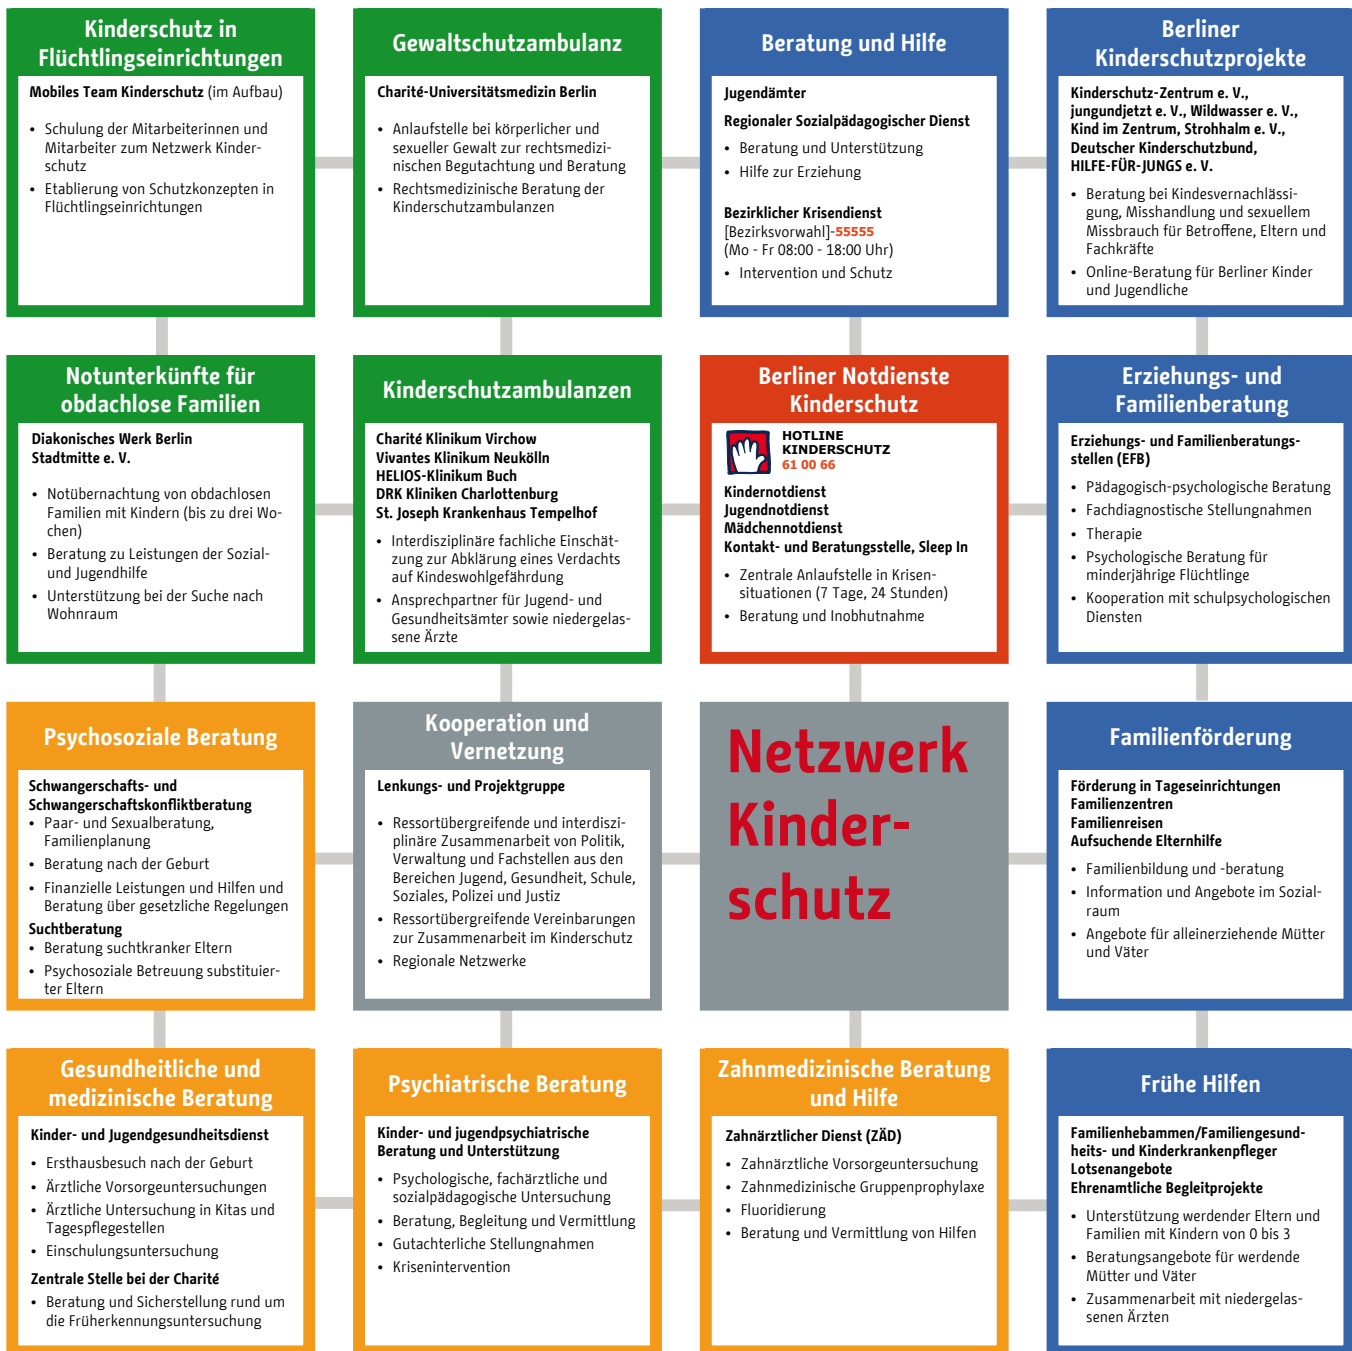 Kinderschutz in
Flüchtlingseinrichtungen
Mobiles Team Kinderschutz (im Aufbau)
• Schulung der Mitarbeiterinnen und
Mitarbeiter zum Netzwerk Kinder-
schutz
• Etablierung von Schutzkonzepten in
Flüchtlingseinrichtungen
Gewaltschutzambulanz
Charité-Universitätsmedizin Berlin
• Anlaufstelle bei körperlicher und
sexueller Gewalt zur rechtsmedizi-
nischen Begutachtung und Beratung
• Rechtsmedizinische Beratung der
Kinderschutzambulanzen
Beratung und Hilfe
Jugendämter
Regionaler Sozialpädagogischer Dienst
• Beratung und Unterstützung
• Hilfe zur Erziehung
Bezirklicher Krisendienst
[Bezirksvorwahl]-55555
(Mo - Fr 08:00 - 18:00 Uhr)
• Intervention und Schutz
Berliner
Kinderschutzprojekte
Kinderschutz-Zentrum e. V.,
jungundjetzt e. V., Wildwasser e. V.,
Kind im Zentrum, Strohhalm e. V.,
Deutscher Kinderschutzbund,
HILFE-FÜR-JUNGS e. V.
• Beratung bei Kindesvernachlässi-
gung, Misshandlung und sexuellem
Missbrauch für Betroffene, Eltern und
Fachkräfte
• Online-Beratung für Berliner Kinder
und Jugendliche
Notunterkünfte für
obdachlose Familien
Diakonisches Werk Berlin
Stadtmitte e. V.
• Notübernachtung von obdachlosen
Familien mit Kindern (bis zu drei Wo-
chen)
• Beratung zu Leistungen der Sozial-
und Jugendhilfe
• Unterstützung bei der Suche nach
Wohnraum
Kinderschutzambulanzen
Charité Klinikum Virchow
Vivantes Klinikum Neukölln
HELIOS-Klinikum Buch
DRK Kliniken Charlottenburg
St. Joseph Krankenhaus Tempelhof
• Interdisziplinäre fachliche Einschät-
zung zur Abklärung eines Verdachts
auf Kindeswohlgefährdung
• Ansprechpartner für Jugend- und
Gesundheitsämter sowie niedergelas-
sene Ärzte
Berliner Notdienste
Kinderschutz
HOTLINE
KINDERSCHUTZ
61 00 66
Kindernotdienst
Jugendnotdienst
Mädchennotdienst
Kontakt- und Beratungsstelle, Sleep In
• Zentrale Anlaufstelle in Krisen-
situationen (7 Tage, 24 Stunden)
• Beratung und Inobhutnahme
Erziehungs- und
Familienberatung
Erziehungs- und Familienberatungs-
stellen (EFB)
• Pädagogisch-psychologische Beratung
• Fachdiagnostische Stellungnahmen
• Therapie
• Psychologische Beratung für
minderjährige Flüchtlinge
• Kooperation mit schulpsychologischen
Diensten
Psychosoziale Beratung
Schwangerschafts- und
Schwangerschaftskonfliktberatung
• Paar- und Sexualberatung,
Familienplanung
• Beratung nach der Geburt
• Finanzielle Leistungen und Hilfen und
Beratung über gesetzliche Regelungen
Suchtberatung
• Beratung suchtkranker Eltern
• Psychosoziale Betreuung substituier-
ter Eltern
Kooperation und
Vernetzung
Lenkungs- und Projektgruppe
• Ressortübergreifende und interdiszi-
plinäre Zusammenarbeit von Politik,
Verwaltung und Fachstellen aus den
Bereichen Jugend, Gesundheit, Schule,
Soziales, Polizei und Justiz
• Ressortübergreifende Vereinbarungen
zur Zusammenarbeit im Kinderschutz
• Regionale Netzwerke
Netzwerk
Kinder-
schutz
Familienförderung
Förderung in Tageseinrichtungen
Familienzentren
Familienreisen
Aufsuchende Elternhilfe
• Familienbildung und -beratung
• Information und Angebote im Sozial-
raum
• Angebote für alleinerziehende Mütter
und Väter
Gesundheitliche und
medizinische Beratung
Kinder- und Jugendgesundheitsdienst
• Ersthausbesuch nach der Geburt
• Ärztliche Vorsorgeuntersuchungen
• Ärztliche Untersuchung in Kitas und
Tagespflegestellen
• Einschulungsuntersuchung
Zentrale Stelle bei der Charité
• Beratung und Sicherstellung rund um
die Früherkennungsuntersuchung
Psychiatrische Beratung
Kinder- und jugendpsychiatrische
Beratung und Unterstützung
• Psychologische, fachärztliche und
sozialpädagogische Untersuchung
• Beratung, Begleitung und Vermittlung
• Gutachterliche Stellungnahmen
• Krisenintervention
Zahnmedizinische Beratung
und Hilfe
Zahnärztlicher Dienst (ZÄD)
• Zahnärztliche Vorsorgeuntersuchung
• Zahnmedizinische Gruppenprophylaxe
• Fluoridierung
• Beratung und Vermittlung von Hilfen
Frühe Hilfen
Familienhebammen/Familiengesund-
heits- und Kinderkrankenpfleger
Lotsenangebote
Ehrenamtliche Begleitprojekte
• Unterstützung werdender Eltern und
Familien mit Kindern von 0 bis 3
• Beratungsangebote für werdende
Mütter und Väter
• Zusammenarbeit mit niedergelas-
senen Ärzten